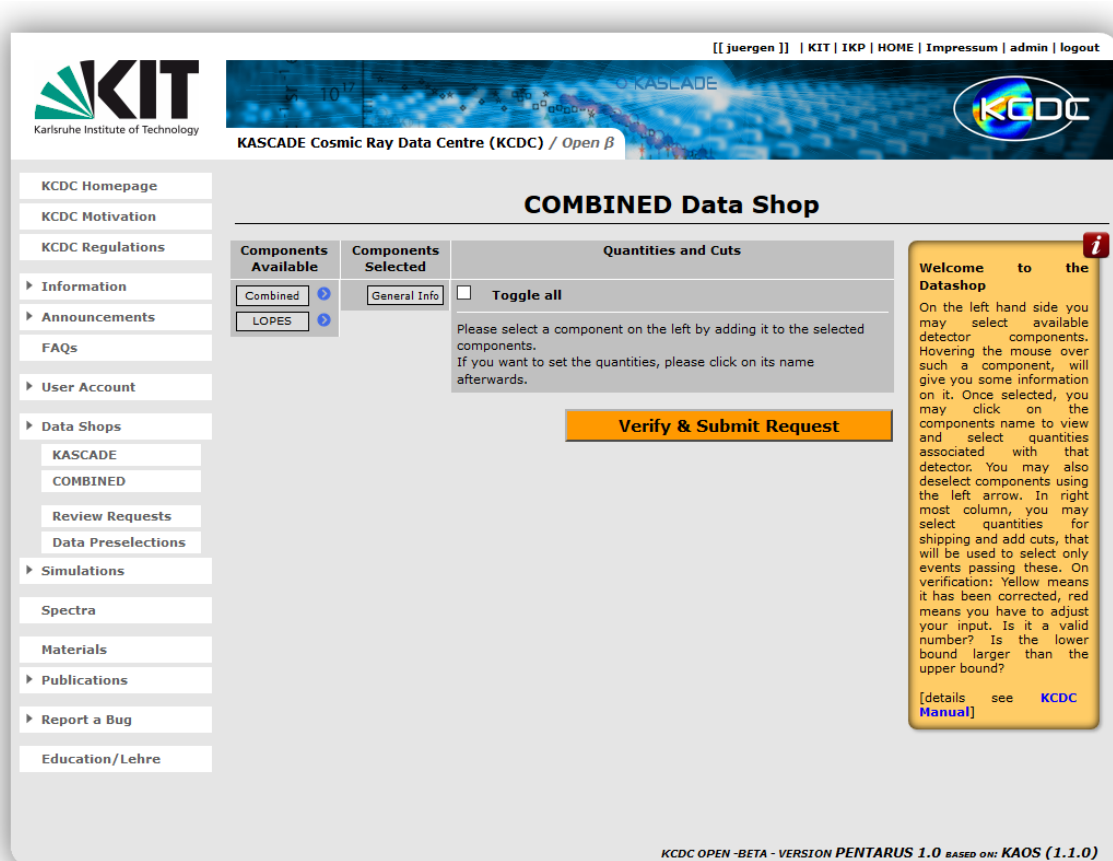 [[ juergen ]] | KIT | IKP | HOME | Impressum | admin | logout
KIT
Karlsruhe Institute of Technology
KASCADE
10 17
KCDC
KASCADE Cosmic Ray Data Centre (KCDC) / Open β
KCDC Homepage
KCDC Motivation
KCDC Regulations
Information
Announcements
FAQs
User Account
Data Shops
KASCADE
COMBINED
Review Requests
Data Preselections
Simulations
Spectra
Materials
Publications
Report a Bug
Education/Lehre
COMBINED Data Shop
Components
Available
Combined
LOPES
Components
Selected
General Info
Quantities and Cuts
Toggle all
Please select a component on the left by adding it to the selected
components.
If you want to set the quantities, please click on its name
afterwards.
Verify & Submit Request
i
Welcome to the
Datashop
On the left hand side you
may select available
detector components.
Hovering the mouse over
such a component, will
give you some information
on it. Once selected, you
may click on the
components name to view
and select quantities
associated with that
detector. You may also
deselect components using
the left arrow. In right
most column, you may
select quantities for
shipping and add cuts, that
will be used to select only
events passing these. On
verification: Yellow means
it has been corrected, red
means you have to adjust
your input. Is it a valid
number? Is the lower
bound larger than the
upper bound?
[details see KCDC
Manual]
KCDC OPEN -BETA - VERSION PENTARUS 1.0 BASED ON: KAOS (1.1.0)